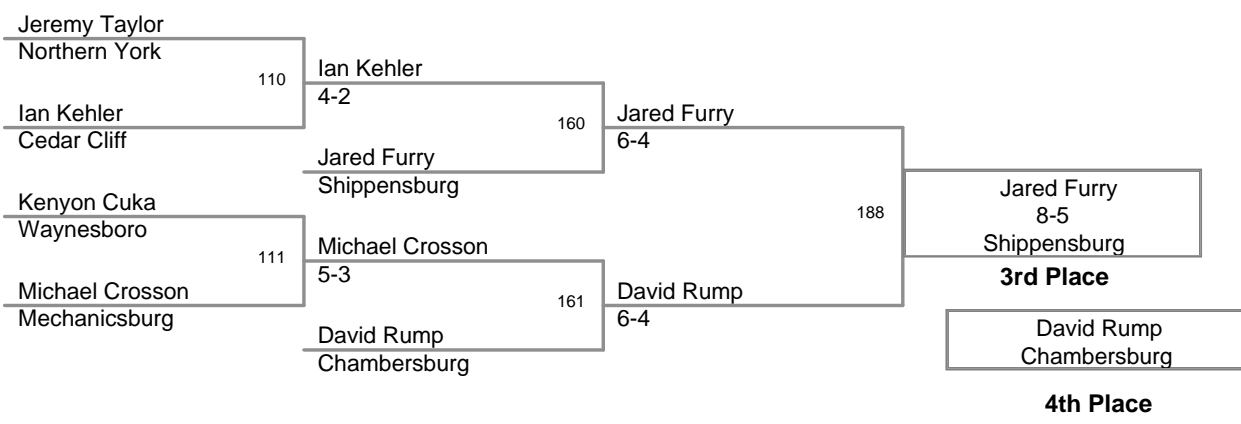 Jeremy Taylor
Northern York
110
Ian Kehler
4-2
Ian Kehler
Cedar Cliff
160
Jared Furry
6-4
Jared Furry
Shippensburg
Kenyon Cuka
Waynesboro
188
Jared Furry
8-5
Shippensburg
3rd Place
111
Michael Crosson
5-3
Michael Crosson
Mechanicsburg
161
David Rump
6-4
David Rump
Chambersburg
David Rump
Chambersburg
4th Place